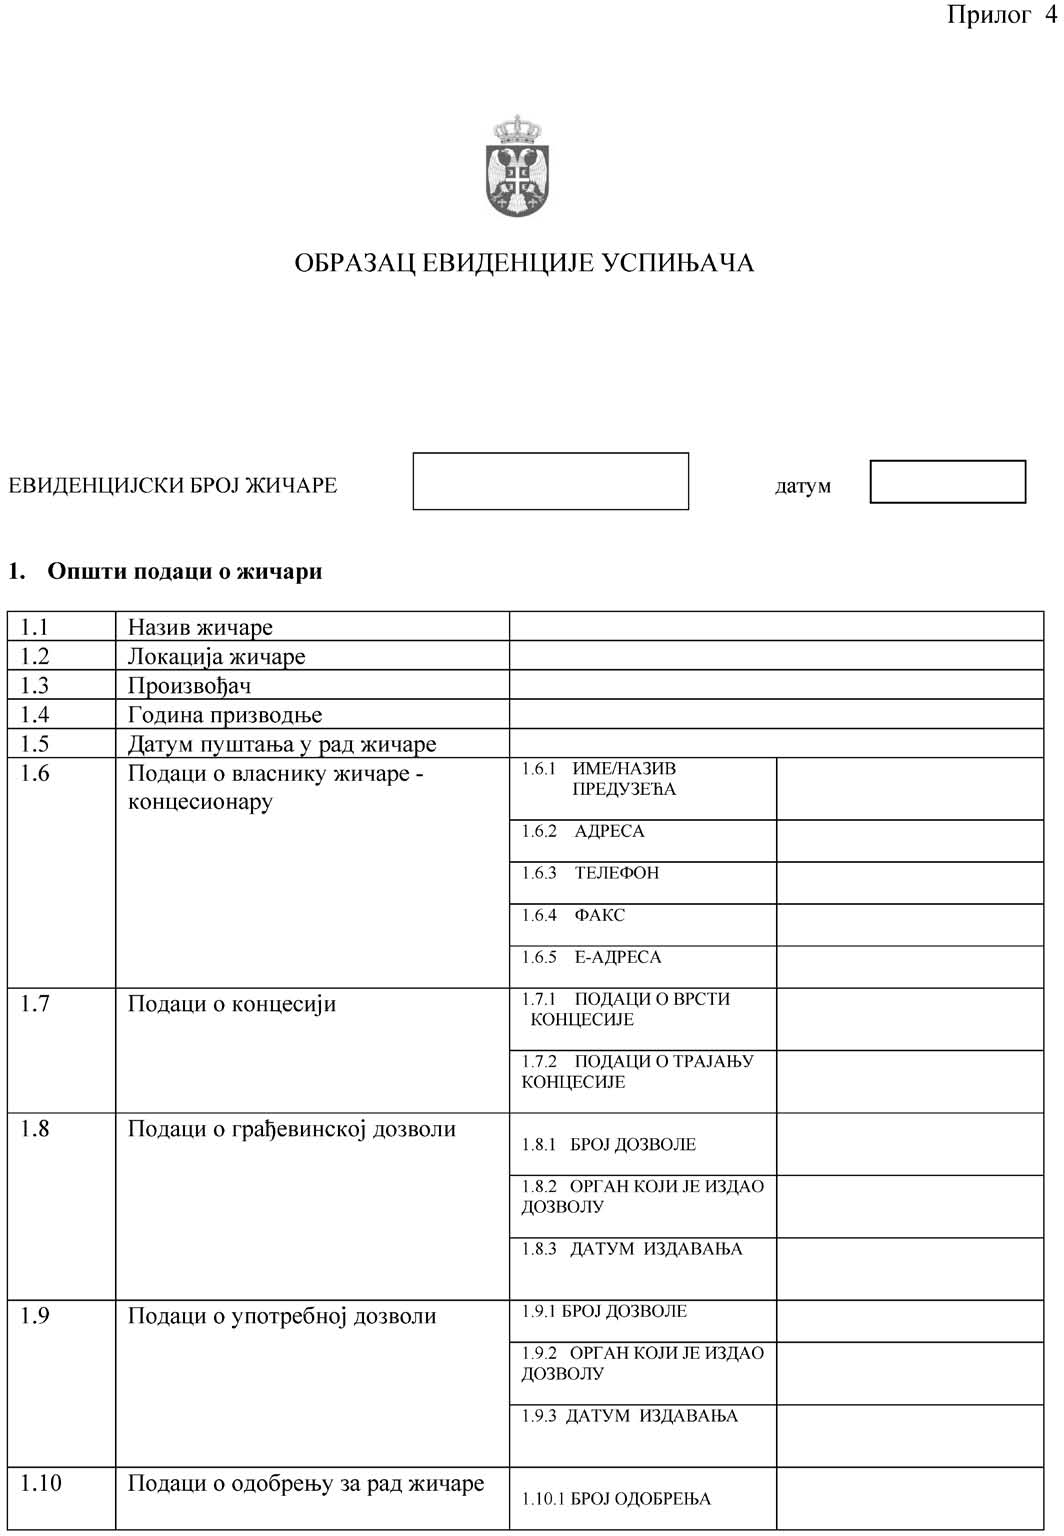 Прилог 4
ОБРАЗАЦ ЕВИДЕНЦИЈЕ УСПИЊАЧА
ЕВИДЕНЦИЈСКИ БРОЈ ЖИЧАРЕ
датум
1. Општи подаци о жичари
1.1 Назив жичаре
1.2 Локација жичаре
1.3 Произвођач
1.4 Година призводње
1.5 Датум пуштања у рад жичаре
1.6 Подаци о власнику жичаре -
концесионару
1.6.1 ИМЕ/НАЗИВ
ПРЕДУЗЕЋА
1.6.2 АДРЕСА
1.6.3 ТЕЛЕФОН
1.6.4 ФАКС
1.6.5 Е-АДРЕСА
1.7 Подаци о концесији
1.7.1 ПОДАЦИ О ВРСТИ
КОНЦЕСИЈЕ
1.7.2 ПОДАЦИ О ТРАЈАЊУ
КОНЦЕСИЈЕ
1.8 Подаци о грађевинској дозволи
1.8.1 БРОЈ ДОЗВОЛЕ
1.8.2 ОРГАН КОЈИ ЈЕ ИЗДАО
ДОЗВОЛУ
1.8.3 ДАТУМ ИЗДАВАЊА
1.9 Подаци о употребној дозволи
1.9.1 БРОЈ ДОЗВОЛЕ
1.9.2 ОРГАН КОЈИ ЈЕ ИЗДАО
ДОЗВОЛУ
1.9.3 ДАТУМ ИЗДАВАЊА
1.10 Подаци о одобрењу за рад жичаре
1.10.1 БРОЈ ОДОБРЕЊА